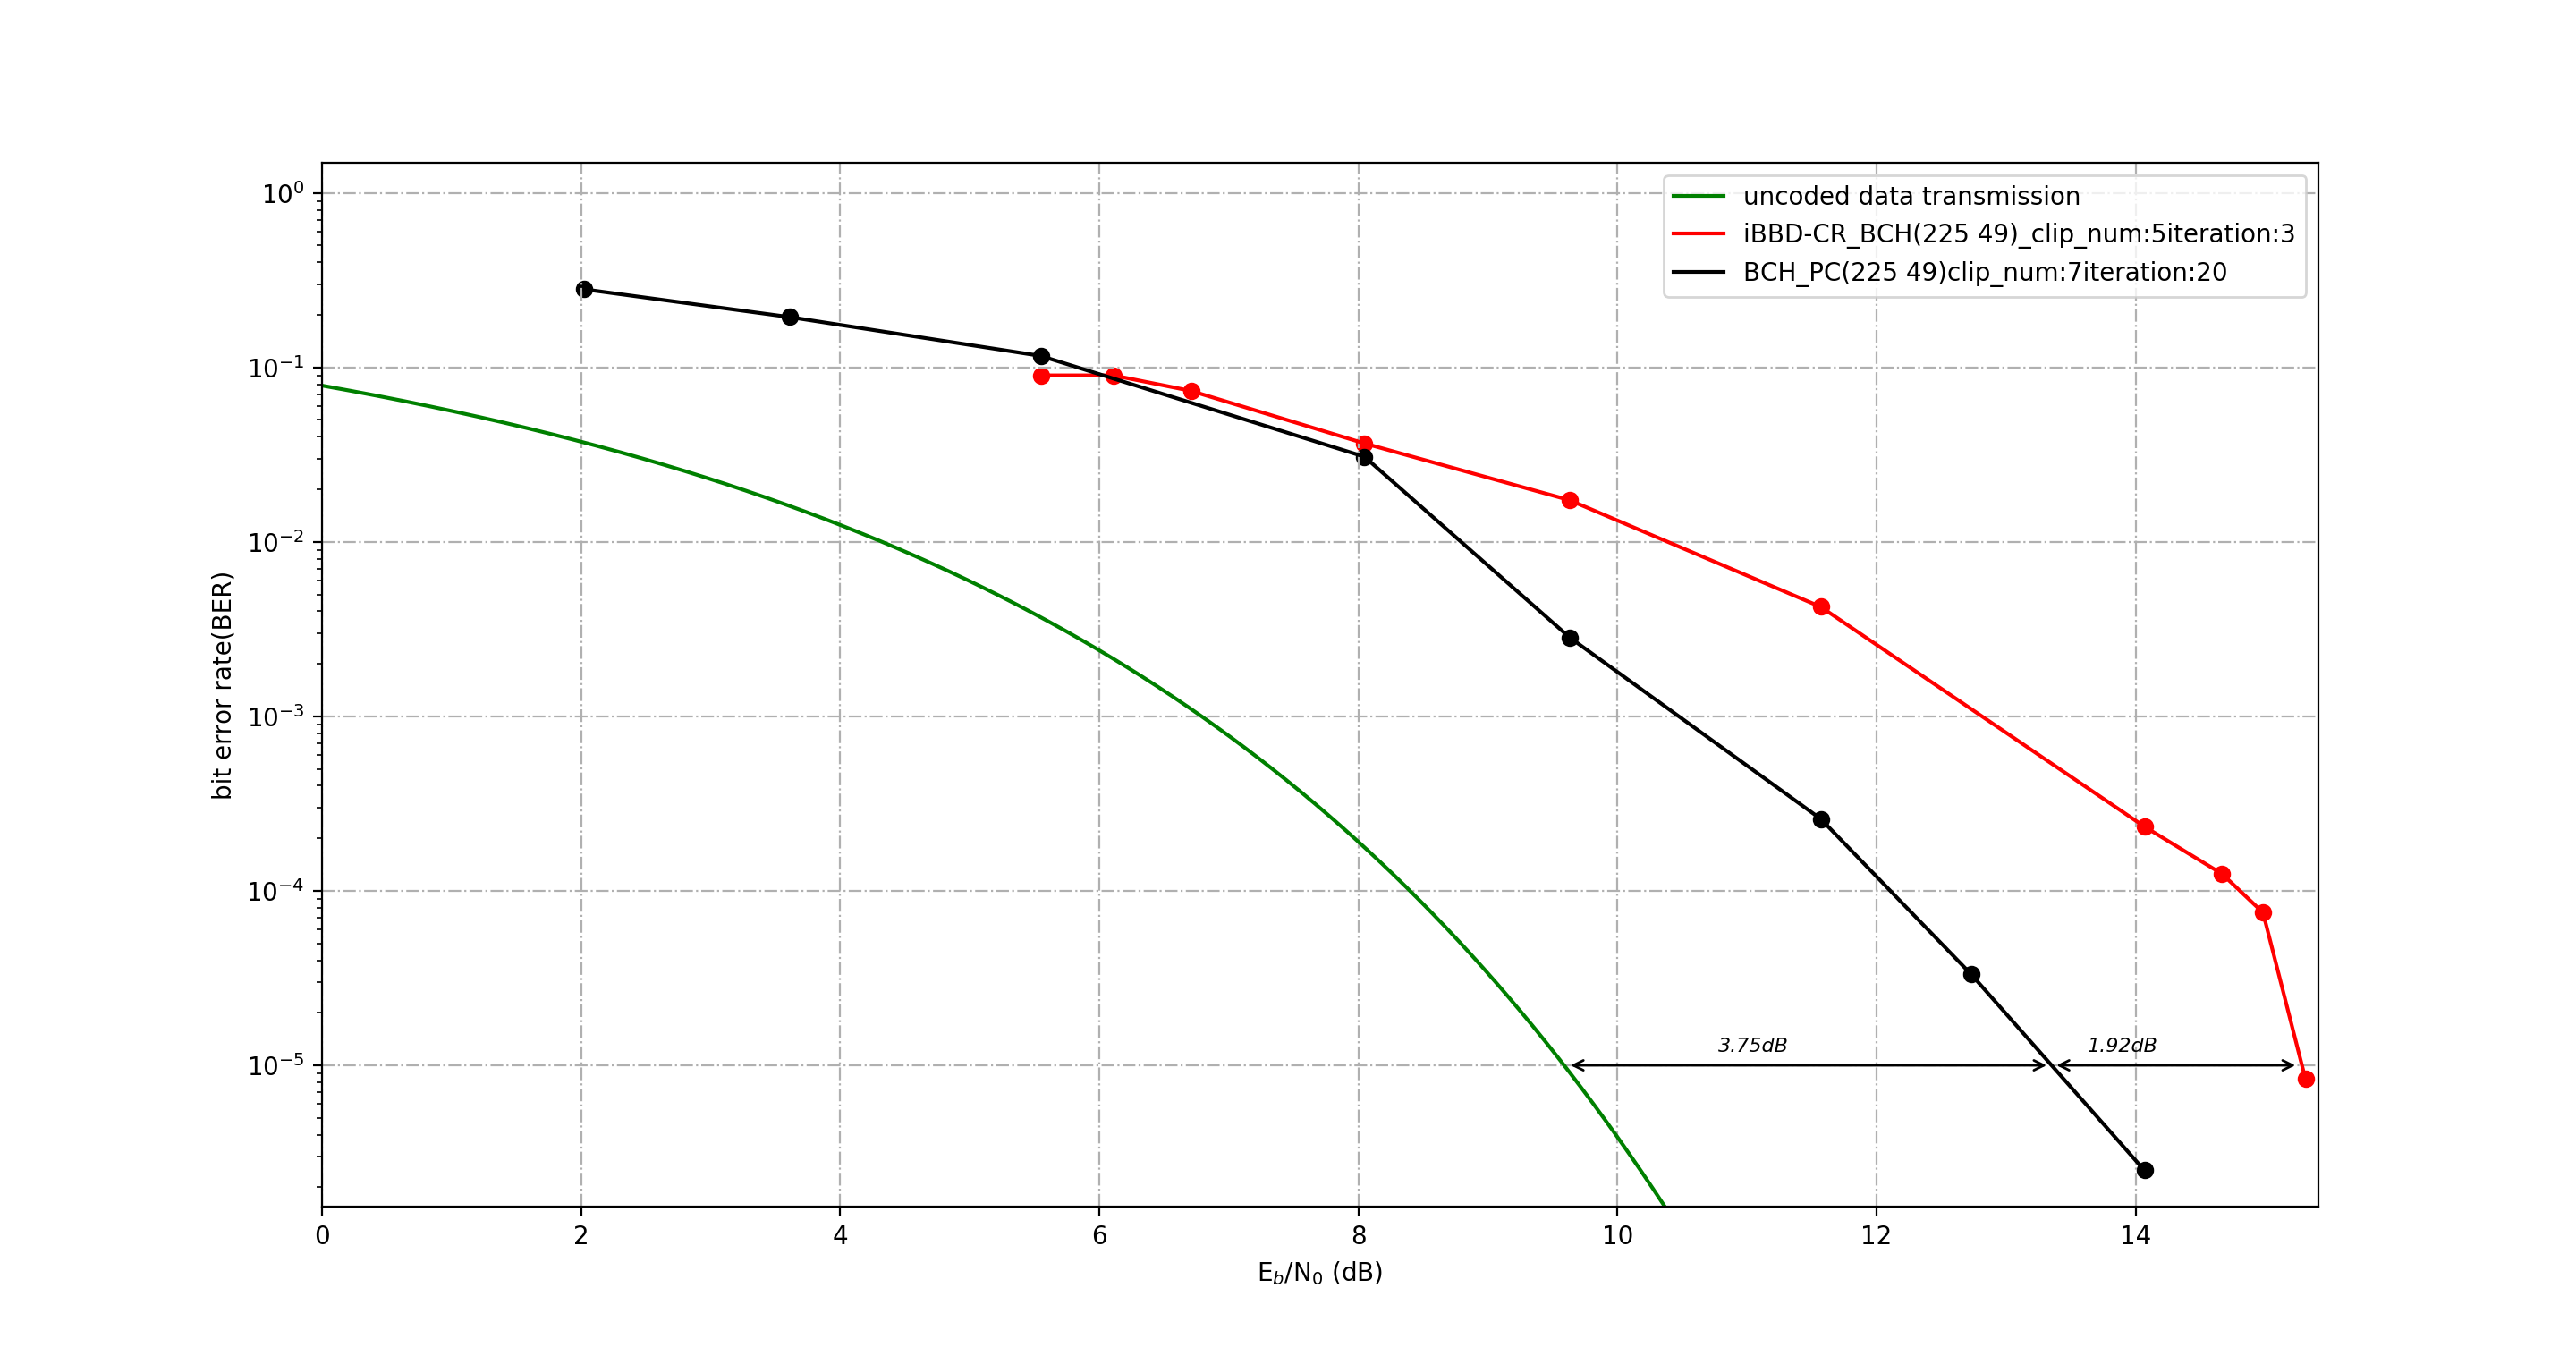 uncoded data transmission
iBBD-CR_BCH(225 49)_clip_num:5iteration:3
BCH_PC(225 49)clip_num:7iteration:20
10⁰
10⁻¹
10⁻²
10⁻³
10⁻⁴
10⁻⁵
bit error rate(BER)
3.75dB
1.92dB
0 2 4 6 8 10 12 14
E_b/N₀ (dB)